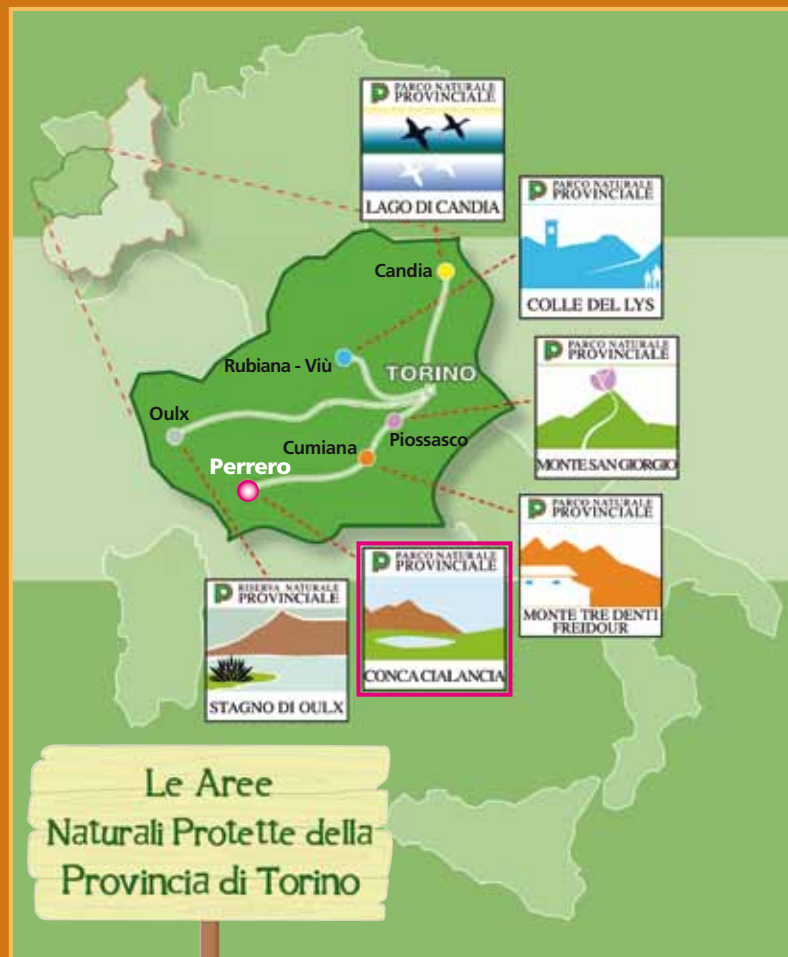 PARCO NATURALE
PROVINCIALE
LAGO DI CANDIA
PARCO NATURALE
PROVINCIALE
COLLE DEL LYS
Candia
Rubiana - Viù
TORINO
PARCO NATURALE
PROVINCIALE
MONTE SAN GIORGIO
Oulx
Piossasco
Cumiana
Perrero
PARCO NATURALE
PROVINCIALE
MONTE TRE DENTI
FREIDOUR
PARCO NATURALE
PROVINCIALE
CONCA CIALANCIA
RISERVA NATURALE
PROVINCIALE
STAGNO DI OULX
Le Aree
Naturali Protette della
Provincia di Torino